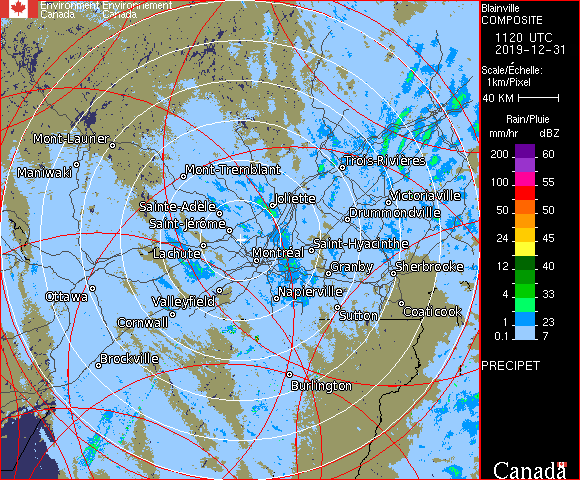 Environment Environnement
Canada Canada
Blainville
COMPOSITE
1120 UTC
2019-12-31
Scale/Échelle:
1km/Pixel
40 KM
Rain/Pluie
mm/hr dBZ
200 60
100 55
50 50
24 45
12 40
4 33
1 23
0.1 7
PRECIPET
Canada
Mont-Laurier
Maniwaki
Mont-Tremblant
Trois-Rivières
Joliette
Victoriaville
Sainte-Adèle
Drummondville
Saint-Jérôme
Lachute
Saint-Hyacinthe
Montréal
Granby
Sherbrooke
Ottawa
Valleyfield
Napierville
Cornwall
Sutton
Coaticook
Brockville
Burlington